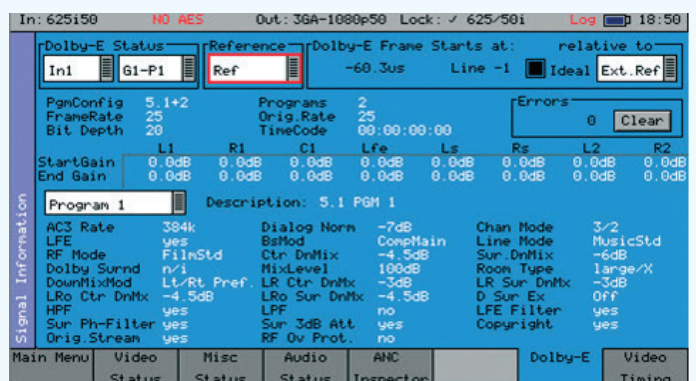 In: 625i50 NO AES Out: 3GA-1080p50 Lock: ✓ 625/50i Log 18:50
Dolby-E Status Reference Dolby-E Frame Starts at: relative to
In1 G1-P1 Ref -60.3us Line -1 Ideal Ext.Ref
PgmConfig 5.1+2 Programs 2 Errors
FrameRate 25 Orig.Rate 25 0 Clear
Bit Depth 20 TimeCode 00:00:00:00
L1 R1 C1 Lfe Ls Rs L2 R2
StartGain 0.0dB 0.0dB 0.0dB 0.0dB 0.0dB 0.0dB 0.0dB 0.0dB
End Gain 0.0dB 0.0dB 0.0dB 0.0dB 0.0dB 0.0dB 0.0dB 0.0dB
Program 1 Description: 5.1 PGM 1
AC3 Rate 384k Dialog Norm -7dB Chan Mode 3/2
LFE yes BsMod CompMain Line Mode MusicStd
RF Mode FilmStd Ctr DnMix -4.5dB Sur.DnMix -6dB
Dolby Surnd n/i MixLevel 100dB Room Type large/X
DownMixMod Lt/Rt Pref. LR Ctr DnMx -3dB LR Sur DnMx -3dB
LRo Ctr DnMx -4.5dB LRo Sur DnMx -4.5dB D Sur Ex Off
HPF yes LPF no LFE Filter yes
Sur Ph-Filter yes Sur 3dB Att yes Copyright yes
Orig.Stream yes RF Ov Prot. no
Signal Information
Main Menu Video Status Misc Status Audio Status ANC Inspector Dolby-E Video Timing